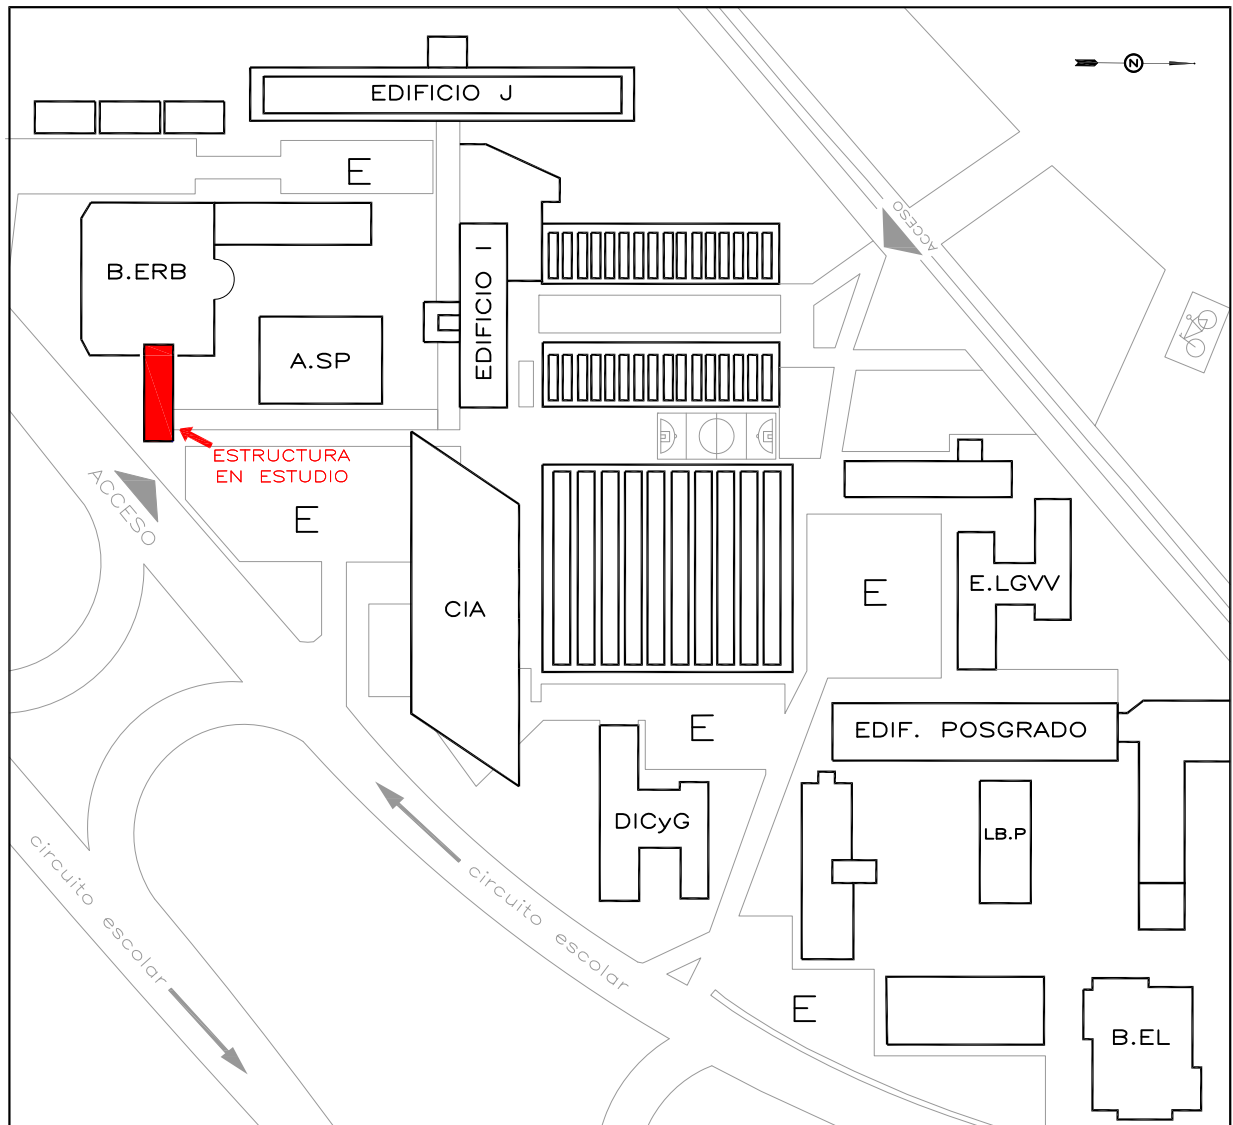 N
EDIFICIO J
E
ACCESO
B.ERB
EDIFICIO I
A.SP
ESTRUCTURA
EN ESTUDIO
ACCESO
E
E
E.LGVV
CIA
E
EDIF. POSGRADO
DICyG
LB.P
circuito escolar
circuito escolar
E
B.EL